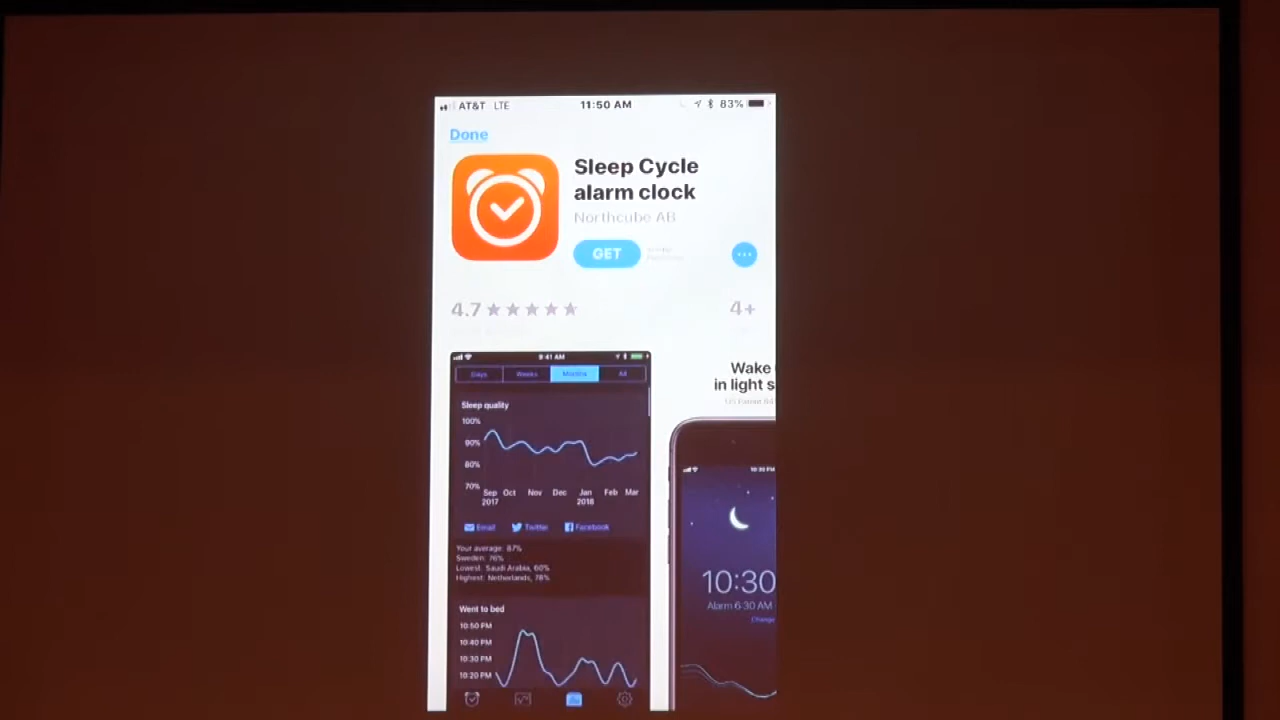 AT&T LTE 11:50 AM 83%
Done
Sleep Cycle
alarm clock
Northcube AB
GET
4.7 4+
9:41 AM
Days Weeks Months All
Sleep quality
100%
90%
80%
70%
Sep Oct Nov Dec Jan Feb Mar
2017 2018
Email Twitter Facebook
Your average: 87%
Sweden: 76%
Lowest: Saudi Arabia, 60%
Highest: Netherlands, 78%
Went to bed
10:50 PM
10:40 PM
10:30 PM
10:20 PM
Wake
in light s
10:30 PM
10:30
Alarm 6:30 AM
Change